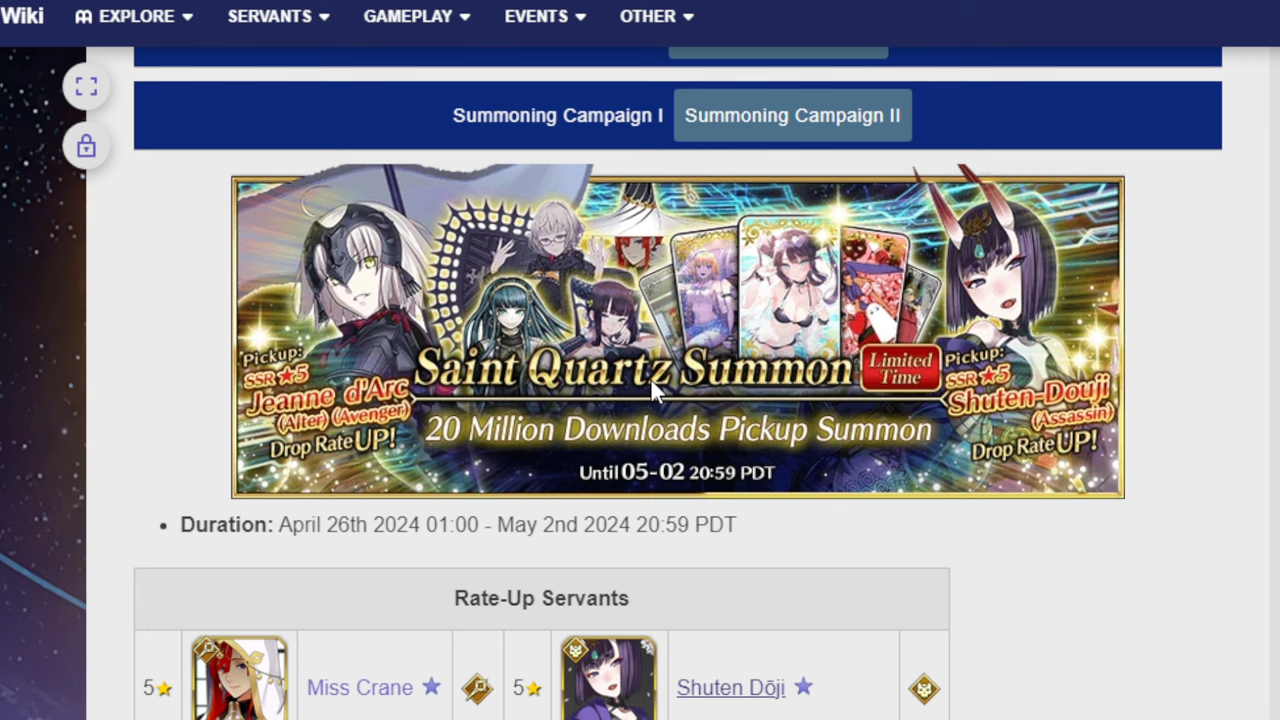 Wiki EXPLORE SERVANTS GAMEPLAY EVENTS OTHER
Summoning Campaign I Summoning Campaign II
Pickup:
SSR ★5
Jeanne d'Arc
(Alter) (Avenger)
Drop Rate UP!
Saint Quartz Summon
Limited
Time
20 Million Downloads Pickup Summon
Until 05-02 20:59 PDT
Pickup:
SSR ★5
Shuten-Douji
(Assassin)
Drop Rate UP!
• Duration: April 26th 2024 01:00 - May 2nd 2024 20:59 PDT
Rate-Up Servants
5★ Miss Crane ★ 5★ Shuten Dōji ★